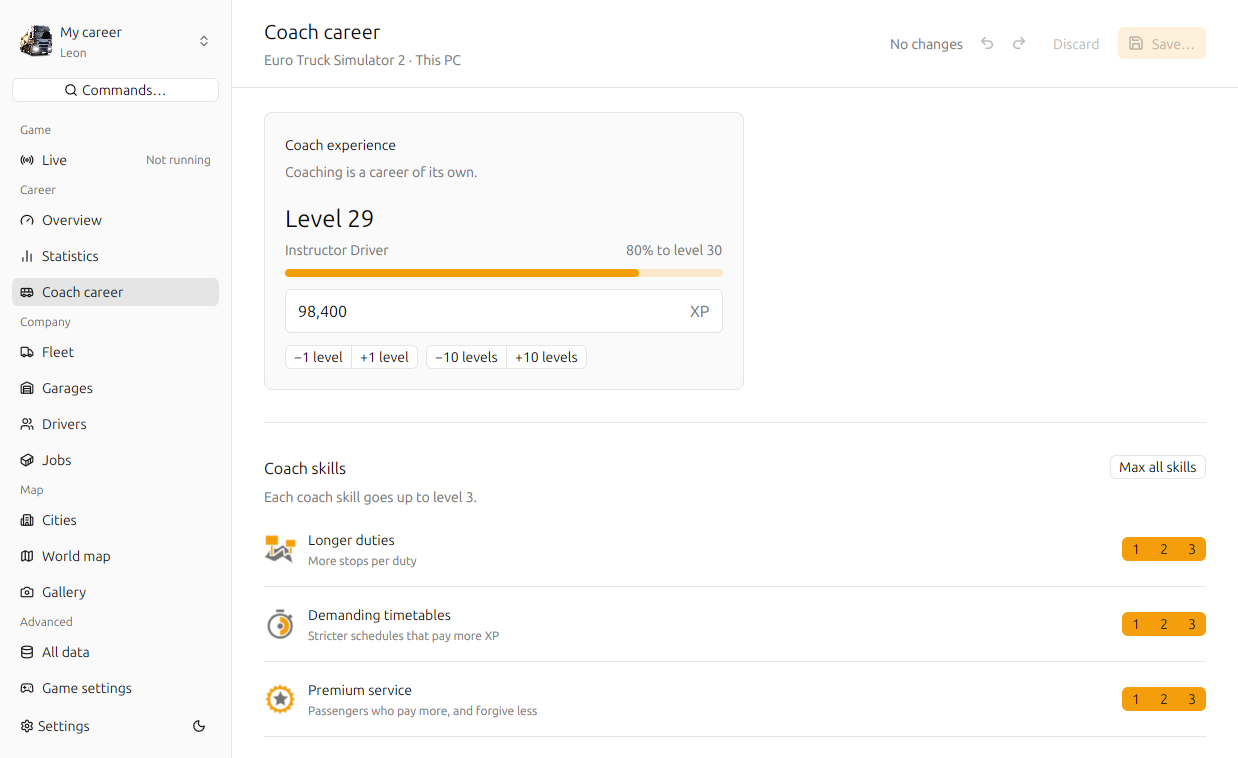 My career
Leon
Commands…
Game
Live
Not running
Career
Overview
Statistics
Coach career
Company
Fleet
Garages
Drivers
Jobs
Map
Cities
World map
Gallery
Advanced
All data
Game settings
Settings
Coach career
Euro Truck Simulator 2 · This PC
No changes
Discard
Save…
Coach experience
Coaching is a career of its own.
Level 29
Instructor Driver
80% to level 30
98,400
XP
−1 level
+1 level
−10 levels
+10 levels
Coach skills
Max all skills
Each coach skill goes up to level 3.
Longer duties
More stops per duty
1 2 3
Demanding timetables
Stricter schedules that pay more XP
1 2 3
Premium service
Passengers who pay more, and forgive less
1 2 3